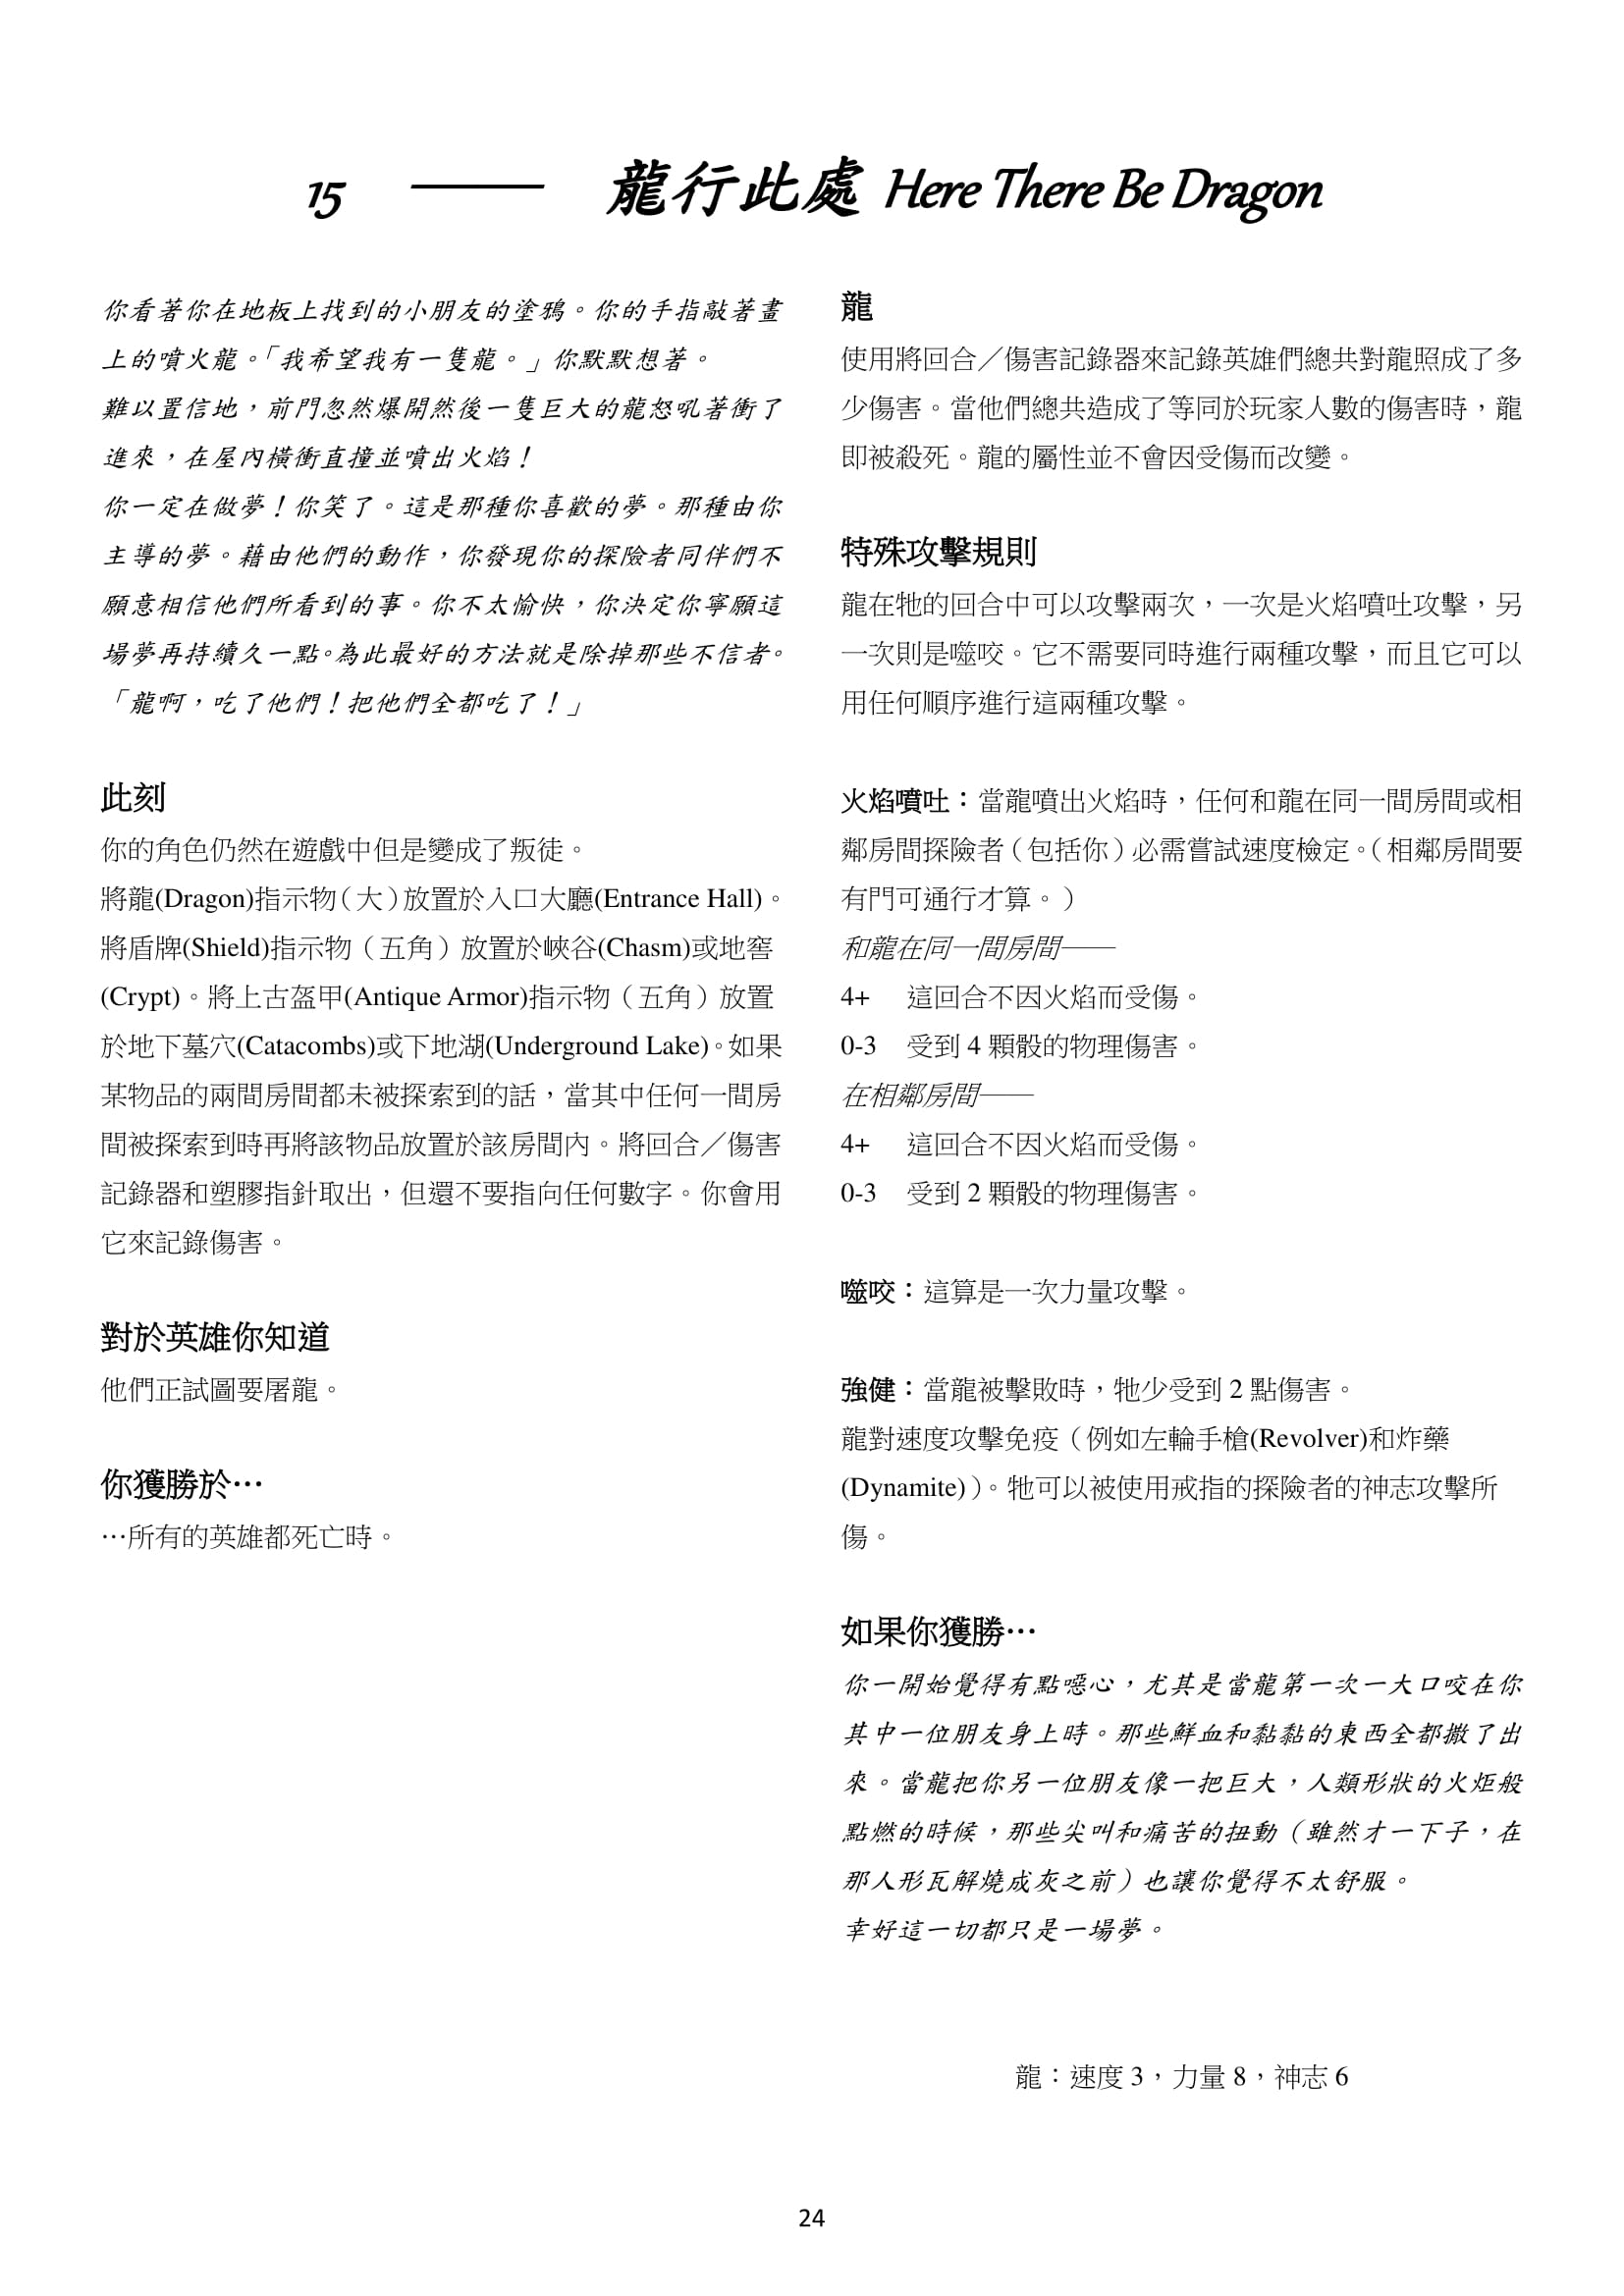 15 —— 龍行此處 Here There Be Dragon
你看著你在地板上找到的小朋友的塗鴉。你的手指敲著畫
上的噴火龍。「我希望我有一隻龍。」你默默想著。
難以置信地，前門忽然爆開然後一隻巨大的龍怒吼著衝了
進來，在屋內橫衝直撞並噴出火焰！
你一定在做夢！你笑了。這是那種你喜歡的夢。那種由你
主導的夢。藉由他們的動作，你發現你的探險者同伴們不
願意相信他們所看到的事。你不太愉快，你決定你寧願這
場夢再持續久一點。為此最好的方法就是除掉那些不信者。
「龍啊，吃了他們！把他們全都吃了！」
此刻
你的角色仍然在遊戲中但是變成了叛徒。
將龍(Dragon)指示物（大）放置於入口大廳(Entrance Hall)。
將盾牌(Shield)指示物（五角）放置於峽谷(Chasm)或地窖
(Crypt)。將上古盔甲(Antique Armor)指示物（五角）放置
於地下墓穴(Catacombs)或下地湖(Underground Lake)。如果
某物品的兩間房間都未被探索到的話，當其中任何一間房
間被探索到時再將該物品放置於該房間內。將回合／傷害
記錄器和塑膠指針取出，但還不要指向任何數字。你會用
它來記錄傷害。
對於英雄你知道
他們正試圖要屠龍。
你獲勝於…
…所有的英雄都死亡時。
龍
使用將回合／傷害記錄器來記錄英雄們總共對龍照成了多
少傷害。當他們總共造成了等同於玩家人數的傷害時，龍
即被殺死。龍的屬性並不會因受傷而改變。
特殊攻擊規則
龍在牠的回合中可以攻擊兩次，一次是火焰噴吐攻擊，另
一次則是噬咬。它不需要同時進行兩種攻擊，而且它可以
用任何順序進行這兩種攻擊。
火焰噴吐：當龍噴出火焰時，任何和龍在同一間房間或相
鄰房間探險者（包括你）必需嘗試速度檢定。（相鄰房間要
有門可通行才算。）
和龍在同一間房間——
4+ 這回合不因火焰而受傷。
0-3 受到 4 顆骰的物理傷害。
在相鄰房間——
4+ 這回合不因火焰而受傷。
0-3 受到 2 顆骰的物理傷害。
噬咬：這算是一次力量攻擊。
強健：當龍被擊敗時，牠少受到 2 點傷害。
龍對速度攻擊免疫（例如左輪手槍(Revolver)和炸藥
(Dynamite)）。牠可以被使用戒指的探險者的神志攻擊所
傷。
如果你獲勝…
你一開始覺得有點噁心，尤其是當龍第一次一大口咬在你
其中一位朋友身上時。那些鮮血和黏黏的東西全都撒了出
來。當龍把你另一位朋友像一把巨大，人類形狀的火炬般
點燃的時候，那些尖叫和痛苦的扭動（雖然才一下子，在
那人形瓦解燒成灰之前）也讓你覺得不太舒服。
幸好這一切都只是一場夢。
龍：速度 3，力量 8，神志 6
24